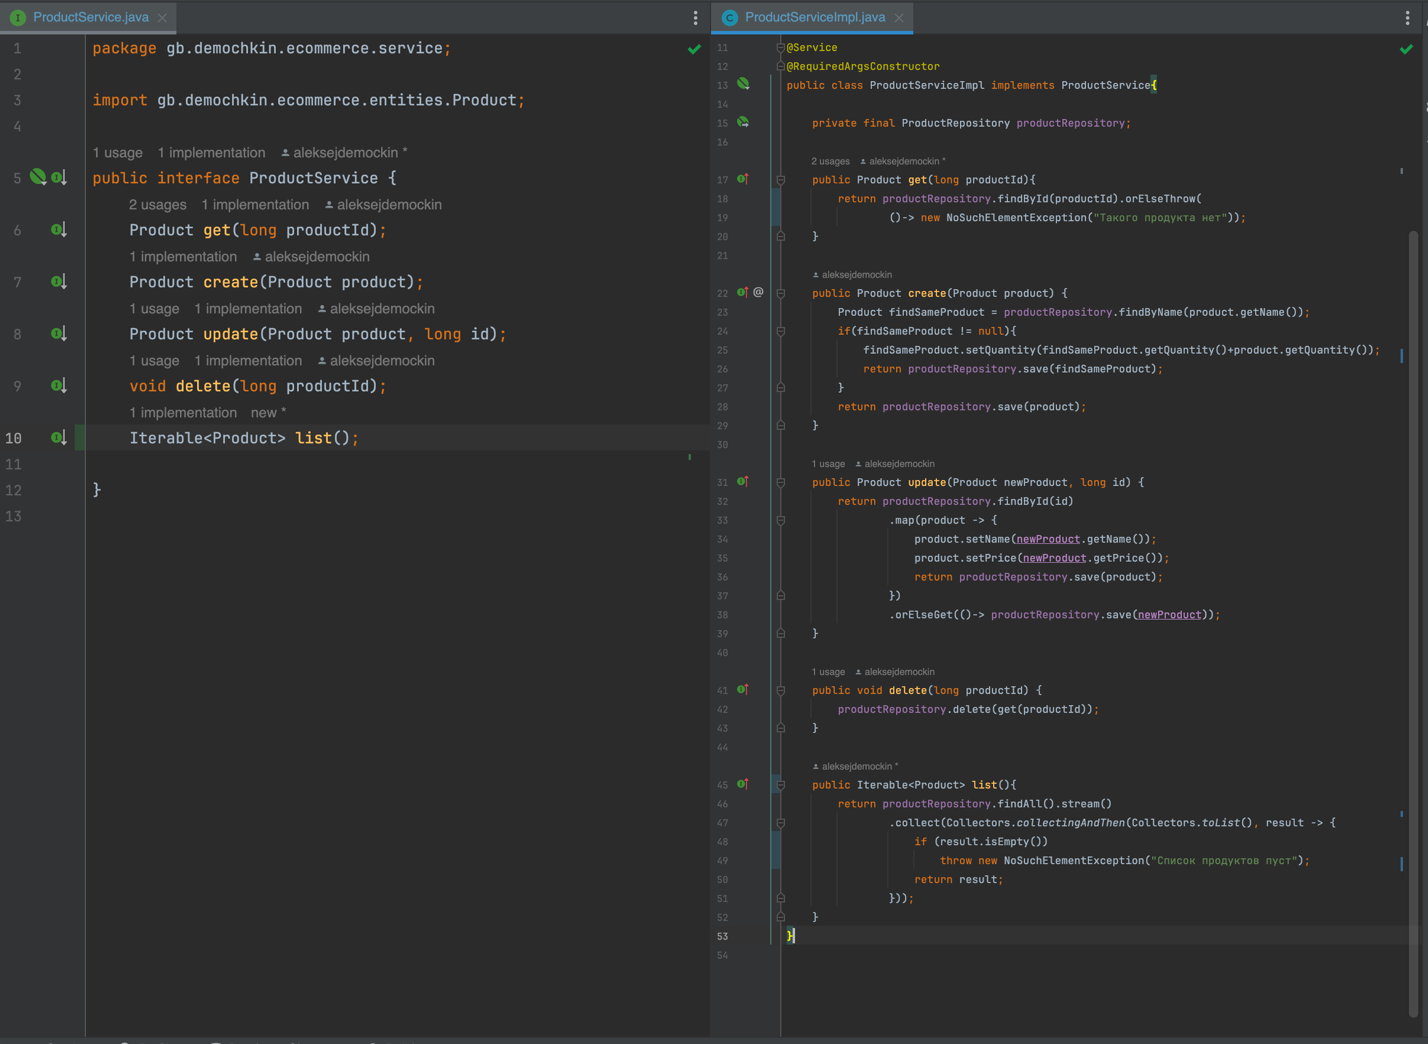 ProductService.java
1 package gb.demochkin.ecommerce.service;
2
3 import gb.demochkin.ecommerce.entities.Product;
4
1 usage 1 implementation aleksejdemockin *
5 public interface ProductService {
2 usages 1 implementation aleksejdemockin
6 Product get(long productId);
1 implementation aleksejdemockin
7 Product create(Product product);
1 usage 1 implementation aleksejdemockin
8 Product update(Product product, long id);
1 usage 1 implementation aleksejdemockin
9 void delete(long productId);
1 implementation new *
10 Iterable<Product> list();
11
12 }
13
ProductServiceImpl.java
11 @Service
12 @RequiredArgsConstructor
13 public class ProductServiceImpl implements ProductService{
14
15 private final ProductRepository productRepository;
16
2 usages aleksejdemockin *
17 public Product get(long productId){
18 return productRepository.findById(productId).orElseThrow(
19 ()-> new NoSuchElementException("Такого продукта нет"));
20 }
21
aleksejdemockin
22 @ public Product create(Product product) {
23 Product findSameProduct = productRepository.findByName(product.getName());
24 if(findSameProduct != null){
25 findSameProduct.setQuantity(findSameProduct.getQuantity()+product.getQuantity());
26 return productRepository.save(findSameProduct);
27 }
28 return productRepository.save(product);
29 }
30
1 usage aleksejdemockin
31 public Product update(Product newProduct, long id) {
32 return productRepository.findById(id)
33 .map(product -> {
34 product.setName(newProduct.getName());
35 product.setPrice(newProduct.getPrice());
36 return productRepository.save(product);
37 })
38 .orElseGet(()-> productRepository.save(newProduct));
39 }
40
1 usage aleksejdemockin
41 public void delete(long productId) {
42 productRepository.delete(get(productId));
43 }
44
aleksejdemockin *
45 public Iterable<Product> list(){
46 return productRepository.findAll().stream()
47 .collect(Collectors.collectingAndThen(Collectors.toList(), result -> {
48 if (result.isEmpty())
49 throw new NoSuchElementException("Список продуктов пуст");
50 return result;
51 }));
52 }
53 }
54